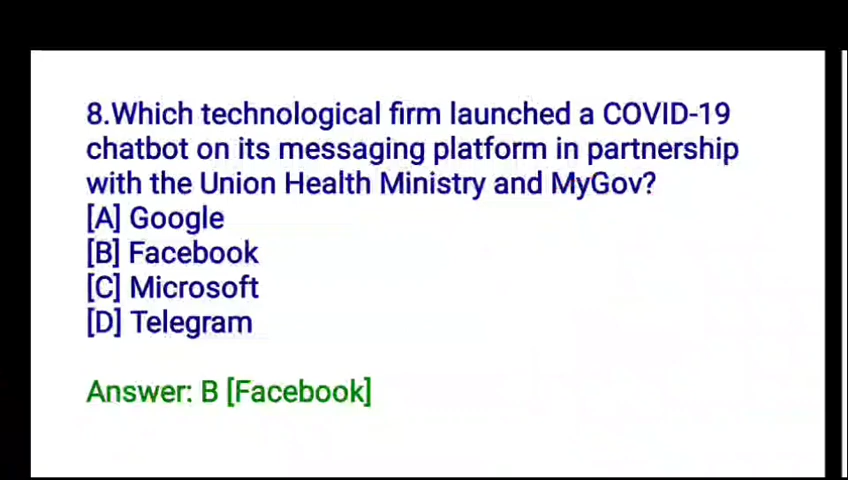 8.Which technological firm launched a COVID-19
chatbot on its messaging platform in partnership
with the Union Health Ministry and MyGov?
[A] Google
[B] Facebook
[C] Microsoft
[D] Telegram
Answer: B [Facebook]